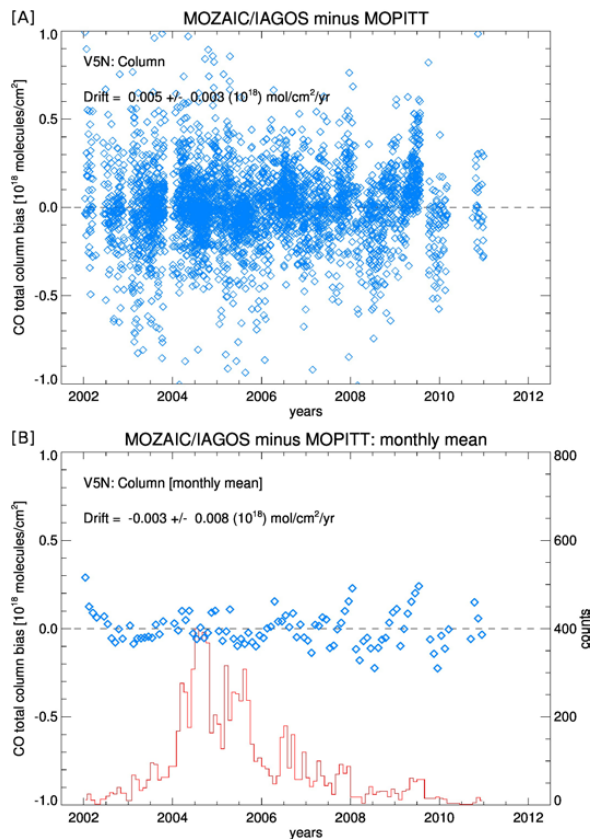 [A] MOZAIC/IAGOS minus MOPITT
V5N: Column
Drift = 0.005 +/- 0.003 (10¹⁸) mol/cm²/yr
CO total column bias [10¹⁸ molecules/cm²]
1.0
0.5
0.0
-0.5
-1.0
2002 2004 2006 2008 2010 2012
years
[B] MOZAIC/IAGOS minus MOPITT: monthly mean
V5N: Column [monthly mean]
Drift = -0.003 +/- 0.008 (10¹⁸) mol/cm²/yr
CO total column bias [10¹⁸ molecules/cm²]
1.0
0.5
0.0
-0.5
-1.0
800
600
400
200
0
counts
2002 2004 2006 2008 2010 2012
years